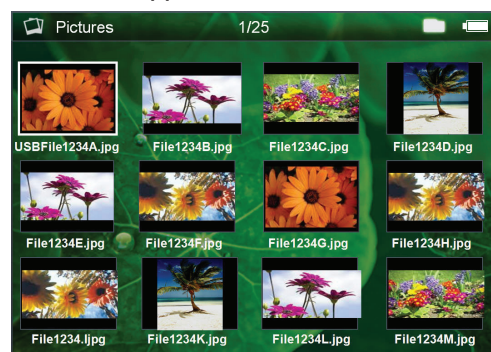 Pictures 1/25
USBFile1234A.jpg File1234B.jpg File1234C.jpg File1234D.jpg
File1234E.jpg File1234F.jpg File1234G.jpg File1234H.jpg
File1234.Ijpg File1234K.jpg File1234L.jpg File1234M.jpg